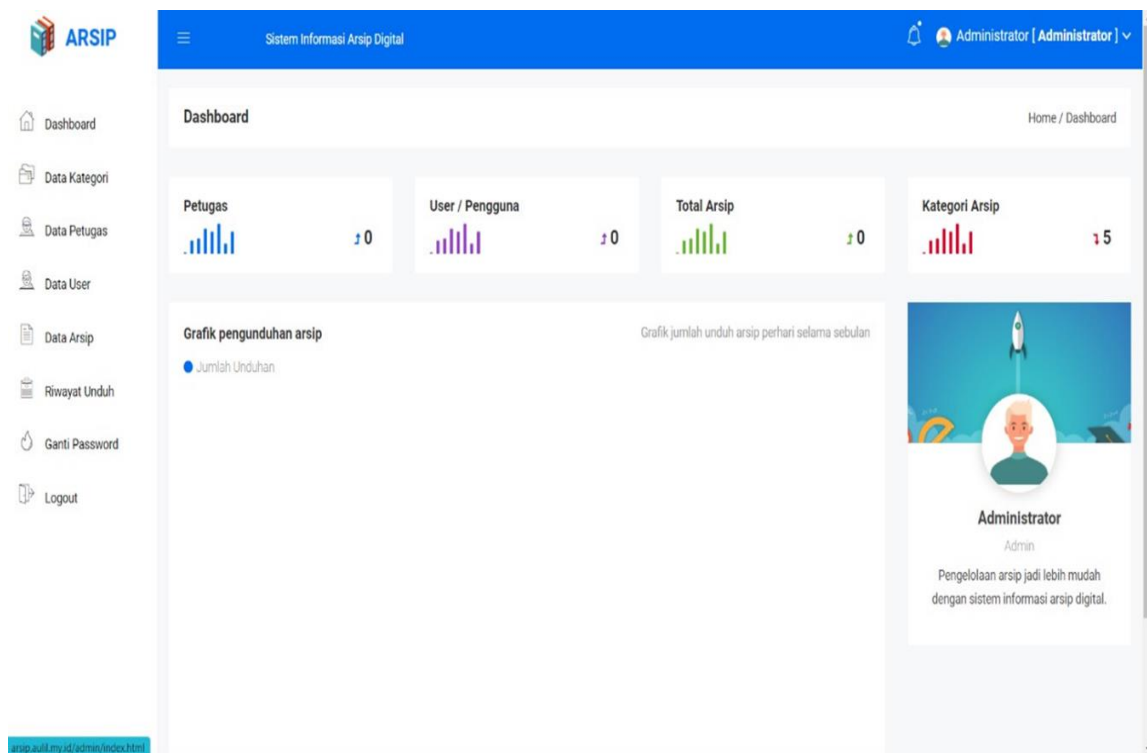 ARSIP
Sistem Informasi Arsip Digital
Administrator [ Administrator ]
Dashboard
Data Kategori
Data Petugas
Data User
Data Arsip
Riwayat Unduh
Ganti Password
Logout
Dashboard
Home / Dashboard
Petugas
0
User / Pengguna
0
Total Arsip
0
Kategori Arsip
5
Grafik pengunduhan arsip
Grafik jumlah unduh arsip perhari selama sebulan
Jumlah Unduhan
Administrator
Admin
Pengelolaan arsip jadi lebih mudah
dengan sistem informasi arsip digital.
arsip.aulil.my.id/admin/index.html